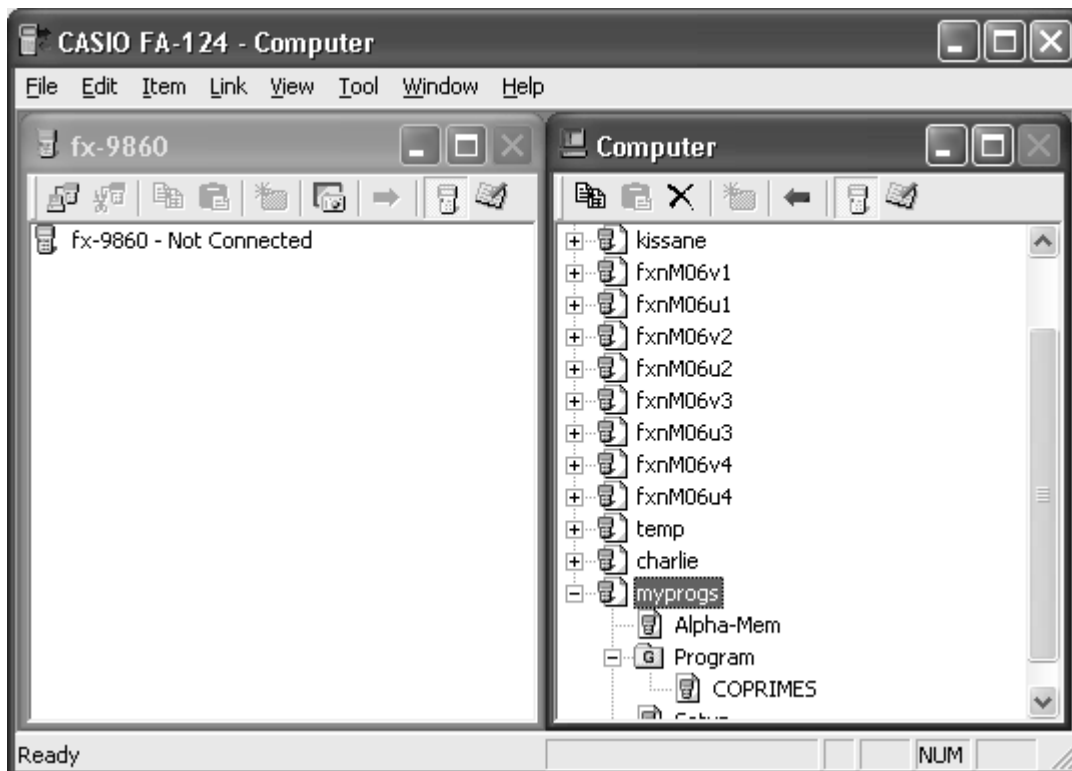 CASIO FA-124 - Computer
File Edit Item Link View Tool Window Help
fx-9860
fx-9860 - Not Connected
Computer
kissane
fxnM06v1
fxnM06u1
fxnM06v2
fxnM06u2
fxnM06v3
fxnM06u3
fxnM06v4
fxnM06u4
temp
charlie
myprogs
Alpha-Mem
G Program
COPRIMES
Ready
NUM